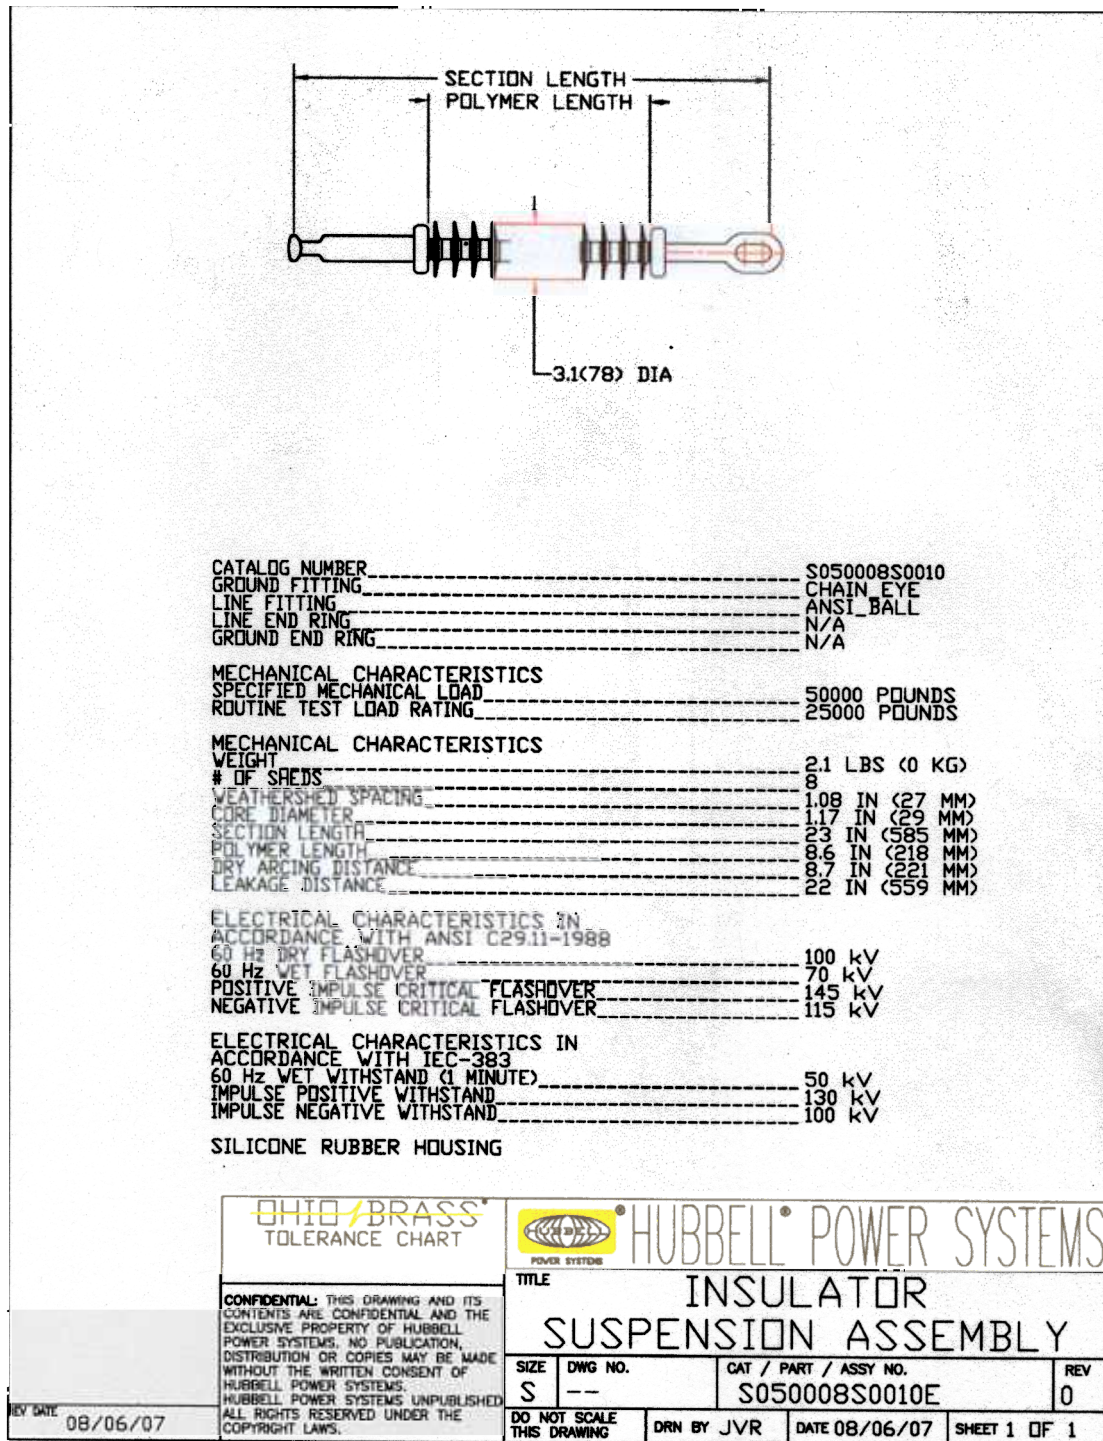 SECTION LENGTH
POLYMER LENGTH
3.1(78) DIA
CATALOG NUMBER S050008S0010
GROUND FITTING CHAIN_EYE
LINE FITTING ANSI_BALL
LINE END RING N/A
GROUND END RING N/A
MECHANICAL CHARACTERISTICS
SPECIFIED MECHANICAL LOAD 50000 POUNDS
ROUTINE TEST LOAD RATING 25000 POUNDS
MECHANICAL CHARACTERISTICS
WEIGHT 2.1 LBS (0 KG)
# OF SHEDS 8
WEATHERSHED SPACING 1.08 IN (27 MM)
CORE DIAMETER 1.17 IN (29 MM)
SECTION LENGTH 23 IN (585 MM)
POLYMER LENGTH 8.6 IN (218 MM)
DRY ARCING DISTANCE 8.7 IN (221 MM)
LEAKAGE DISTANCE 22 IN (559 MM)
ELECTRICAL CHARACTERISTICS IN
ACCORDANCE WITH ANSI C29.11-1988
60 Hz DRY FLASHOVER 100 kV
60 Hz WET FLASHOVER 70 kV
POSITIVE IMPULSE CRITICAL FLASHOVER 145 kV
NEGATIVE IMPULSE CRITICAL FLASHOVER 115 kV
ELECTRICAL CHARACTERISTICS IN
ACCORDANCE WITH IEC-383
60 Hz WET WITHSTAND (1 MINUTE) 50 kV
IMPULSE POSITIVE WITHSTAND 130 kV
IMPULSE NEGATIVE WITHSTAND 100 kV
SILICONE RUBBER HOUSING
OHIO BRASS®
TOLERANCE CHART
HUBBELL®
POWER SYSTEMS
HUBBELL® POWER SYSTEMS
CONFIDENTIAL: THIS DRAWING AND ITS
CONTENTS ARE CONFIDENTIAL AND THE
EXCLUSIVE PROPERTY OF HUBBELL
POWER SYSTEMS. NO PUBLICATION,
DISTRIBUTION OR COPIES MAY BE MADE
WITHOUT THE WRITTEN CONSENT OF
HUBBELL POWER SYSTEMS.
HUBBELL POWER SYSTEMS UNPUBLISHED
ALL RIGHTS RESERVED UNDER THE
COPYRIGHT LAWS.
TITLE
INSULATOR
SUSPENSION ASSEMBLY
SIZE S
DWG NO. --
CAT / PART / ASSY NO. S050008S0010E
REV 0
REV DATE 08/06/07
DO NOT SCALE
THIS DRAWING
DRN BY JVR
DATE 08/06/07
SHEET 1 OF 1